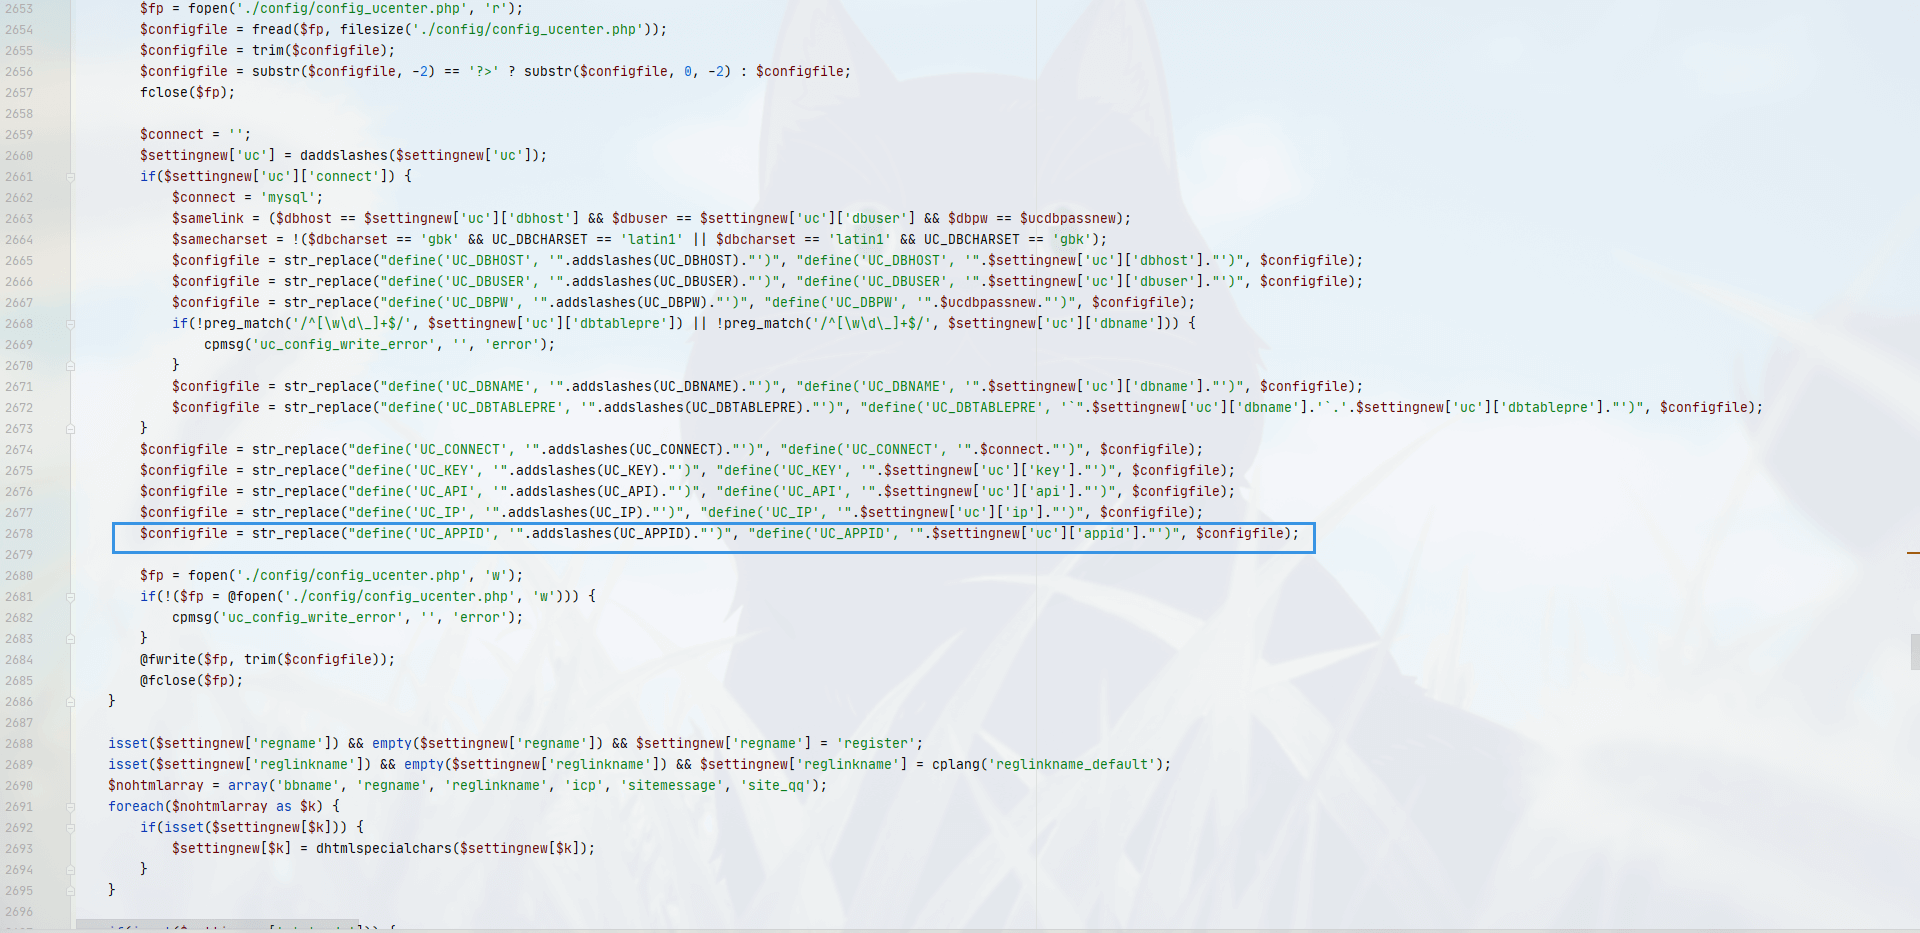 2653 $fp = fopen('./config/config_ucenter.php', 'r');
2654 $configfile = fread($fp, filesize('./config/config_ucenter.php'));
2655 $configfile = trim($configfile);
2656 $configfile = substr($configfile, -2) == '?>' ? substr($configfile, 0, -2) : $configfile;
2657 fclose($fp);
2658
2659 $connect = '';
2660 $settingnew['uc'] = daddslashes($settingnew['uc']);
2661 if($settingnew['uc']['connect']) {
2662 $connect = 'mysql';
2663 $samelink = ($dbhost == $settingnew['uc']['dbhost'] && $dbuser == $settingnew['uc']['dbuser'] && $dbpw == $ucdbpassnew);
2664 $samecharset = !($dbcharset == 'gbk' && UC_DBCHARSET == 'latin1' || $dbcharset == 'latin1' && UC_DBCHARSET == 'gbk');
2665 $configfile = str_replace("define('UC_DBHOST', '".addslashes(UC_DBHOST)."')", "define('UC_DBHOST', '".$settingnew['uc']['dbhost']."')", $configfile);
2666 $configfile = str_replace("define('UC_DBUSER', '".addslashes(UC_DBUSER)."')", "define('UC_DBUSER', '".$settingnew['uc']['dbuser']."')", $configfile);
2667 $configfile = str_replace("define('UC_DBPW', '".addslashes(UC_DBPW)."')", "define('UC_DBPW', '".$ucdbpassnew."')", $configfile);
2668 if(!preg_match('/^[\w\d\_]+$/', $settingnew['uc']['dbtablepre']) || !preg_match('/^[\w\d\_]+$/', $settingnew['uc']['dbname'])) {
2669 cpmsg('uc_config_write_error', '', 'error');
2670 }
2671 $configfile = str_replace("define('UC_DBNAME', '".addslashes(UC_DBNAME)."')", "define('UC_DBNAME', '".$settingnew['uc']['dbname']."')", $configfile);
2672 $configfile = str_replace("define('UC_DBTABLEPRE', '".addslashes(UC_DBTABLEPRE)."')", "define('UC_DBTABLEPRE', '`".$settingnew['uc']['dbname'].'`.'.$settingnew['uc']['dbtablepre']."')", $configfile);
2673 }
2674 $configfile = str_replace("define('UC_CONNECT', '".addslashes(UC_CONNECT)."')", "define('UC_CONNECT', '".$connect."')", $configfile);
2675 $configfile = str_replace("define('UC_KEY', '".addslashes(UC_KEY)."')", "define('UC_KEY', '".$settingnew['uc']['key']."')", $configfile);
2676 $configfile = str_replace("define('UC_API', '".addslashes(UC_API)."')", "define('UC_API', '".$settingnew['uc']['api']."')", $configfile);
2677 $configfile = str_replace("define('UC_IP', '".addslashes(UC_IP)."')", "define('UC_IP', '".$settingnew['uc']['ip']."')", $configfile);
2678 $configfile = str_replace("define('UC_APPID', '".addslashes(UC_APPID)."')", "define('UC_APPID', '".$settingnew['uc']['appid']."')", $configfile);
2679
2680 $fp = fopen('./config/config_ucenter.php', 'w');
2681 if(!($fp = @fopen('./config/config_ucenter.php', 'w'))) {
2682 cpmsg('uc_config_write_error', '', 'error');
2683 }
2684 @fwrite($fp, trim($configfile));
2685 @fclose($fp);
2686 }
2687
2688 isset($settingnew['regname']) && empty($settingnew['regname']) && $settingnew['regname'] = 'register';
2689 isset($settingnew['reglinkname']) && empty($settingnew['reglinkname']) && $settingnew['reglinkname'] = cplang('reglinkname_default');
2690 $nohtmlarray = array('bbname', 'regname', 'reglinkname', 'icp', 'sitemessage', 'site_qq');
2691 foreach($nohtmlarray as $k) {
2692 if(isset($settingnew[$k])) {
2693 $settingnew[$k] = dhtmlspecialchars($settingnew[$k]);
2694 }
2695 }
2696